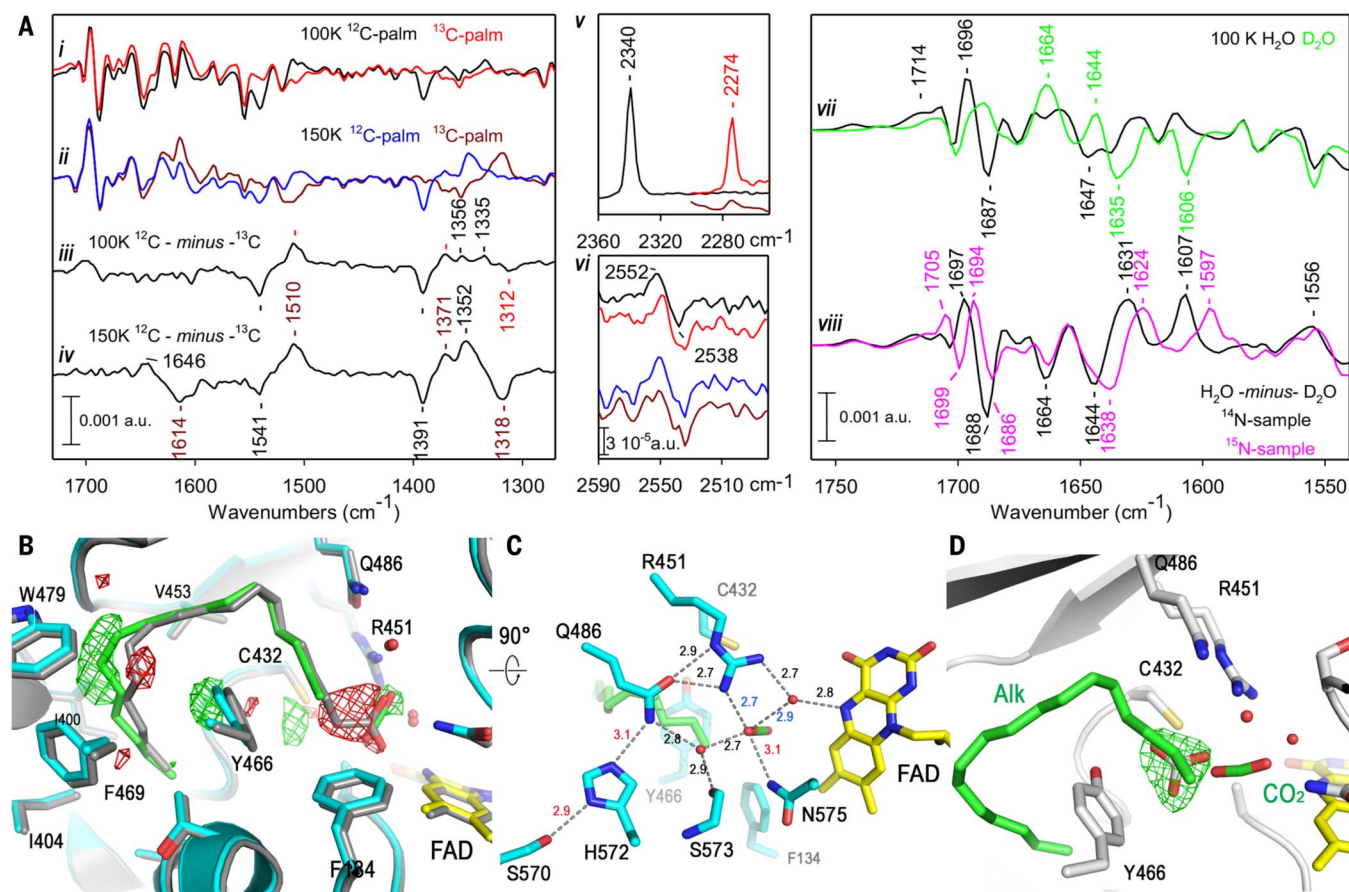 A
i
100K ¹²C-palm ¹³C-palm
ii
150K ¹²C-palm ¹³C-palm
1356
1335
iii
100K ¹²C - minus -¹³C
1510
1371
1352
1312
iv
150K ¹²C -minus -¹³C
1646
0.001 a.u.
1614
1541
1391
1318
1700 1600 1500 1400 1300
Wavenumbers (cm⁻¹)
v
2340
2274
2360 2320 2280 cm⁻¹
vi
2552
2538
3 10⁻⁵a.u.
2590 2550 2510 cm⁻¹
100 K H₂O D₂O
1714
1696
1664
1644
vii
1687
1647
1635
1606
1705
1697
1694
1631
1624
1607
1597
1556
viii
1699
1688
1686
1664
1644
1638
0.001 a.u.
H₂O -minus- D₂O
¹⁴N-sample
¹⁵N-sample
1700 1650 1600 1550
Wavenumber (cm⁻¹)
B
Q486
W479
V453
R451
C432
I400
Y466
F469
I404
F134
FAD
90°
C
R451
C432
Q486
2.9
2.7
2.7
2.7
2.8
2.9
3.1
2.8
2.7
3.1
2.9
2.9
Y466
FAD
N575
F134
S570
H572
S573
D
Q486
R451
C432
Alk
CO₂
Y466